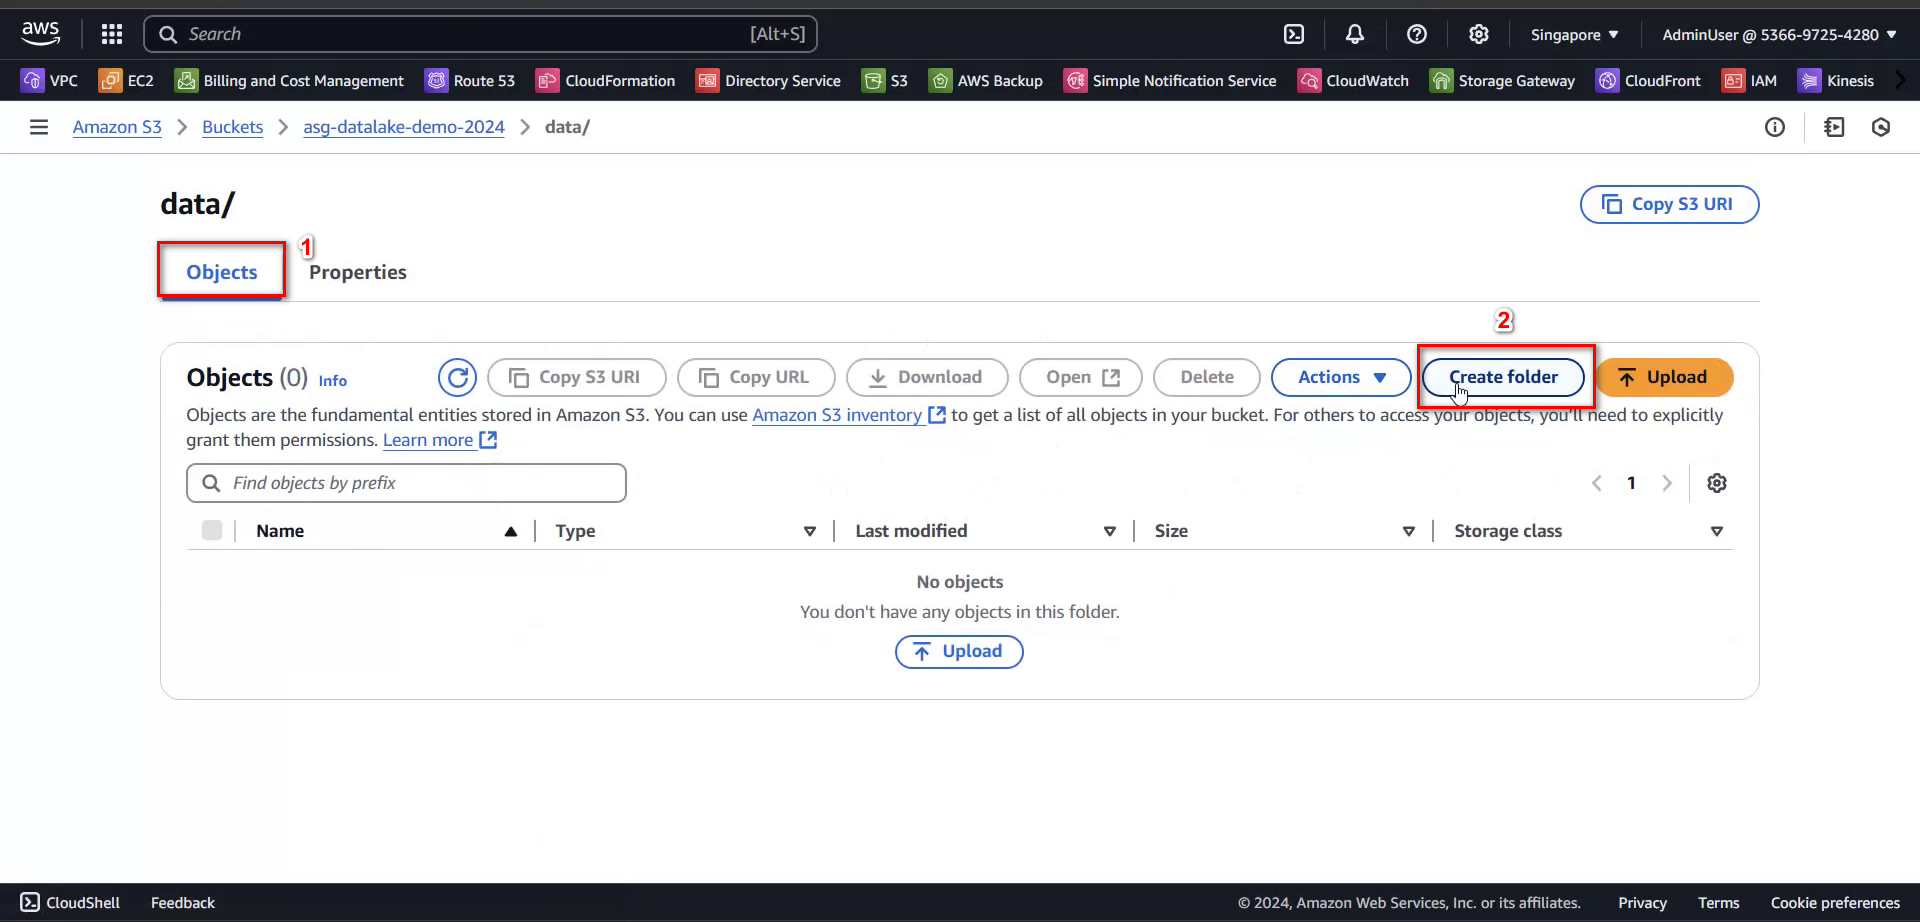 aws Search [Alt+S] Singapore ▼ AdminUser @ 5366-9725-4280 ▼
VPC EC2 Billing and Cost Management Route 53 CloudFormation Directory Service S3 AWS Backup Simple Notification Service CloudWatch Storage Gateway CloudFront IAM Kinesis
Amazon S3 > Buckets > asg-datalake-demo-2024 > data/
data/ Copy S3 URI
1
Objects Properties
2
Objects (0) Info Copy S3 URI Copy URL Download Open Delete Actions ▼ Create folder Upload
Objects are the fundamental entities stored in Amazon S3. You can use Amazon S3 inventory to get a list of all objects in your bucket. For others to access your objects, you'll need to explicitly
grant them permissions. Learn more
Find objects by prefix < 1 >
Name Type Last modified Size Storage class
No objects
You don't have any objects in this folder.
Upload
CloudShell Feedback © 2024, Amazon Web Services, Inc. or its affiliates. Privacy Terms Cookie preferences